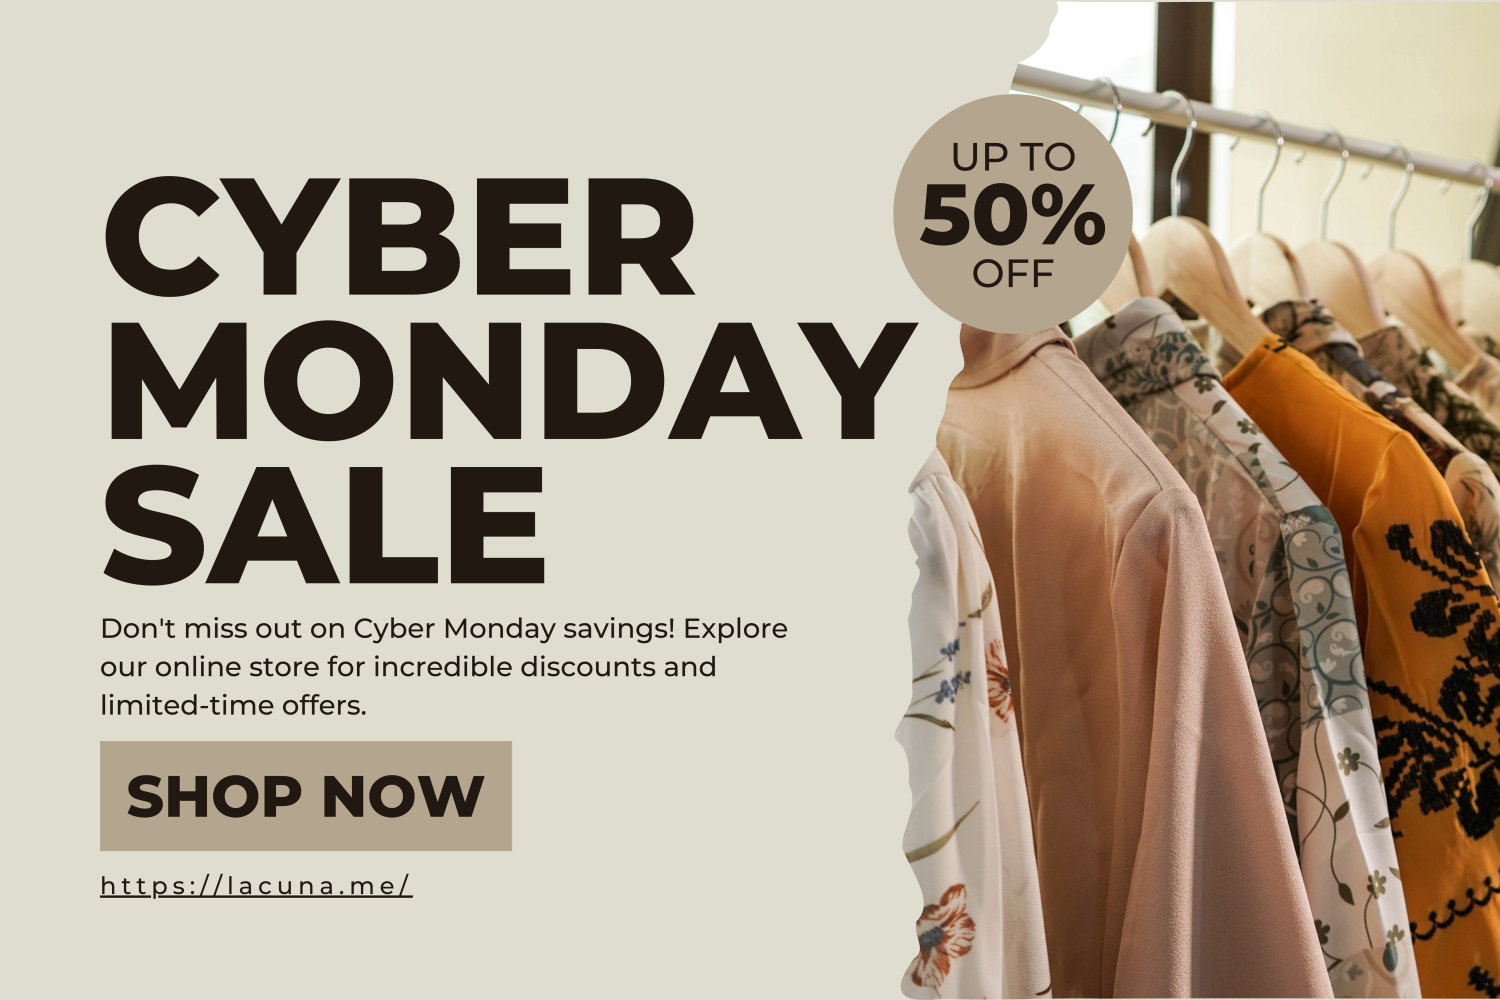 CYBER
MONDAY
SALE
UP TO
50%
OFF
Don't miss out on Cyber Monday savings! Explore
our online store for incredible discounts and
limited-time offers.
SHOP NOW
https://lacuna.me/